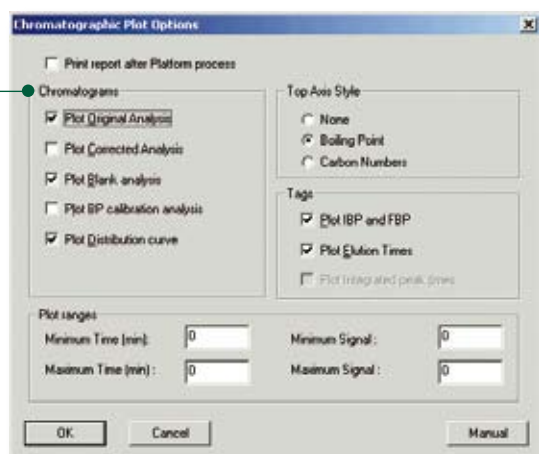 Chromatographic Plot Options
Print report after Platform process
Chromatograms
Plot Original Analysis
Plot Corrected Analysis
Plot Blank analysis
Plot BP calibration analysis
Plot Distribution curve
Top Axis Style
None
Boiling Point
Carbon Numbers
Tags
Plot IBP and FBP
Plot Elution Times
Plot Integrated peak times
Plot ranges
Minimum Time (min): 0
Maximum Time (min) : 0
Minimum Signal : 0
Maximum Signal : 0
OK
Cancel
Manual